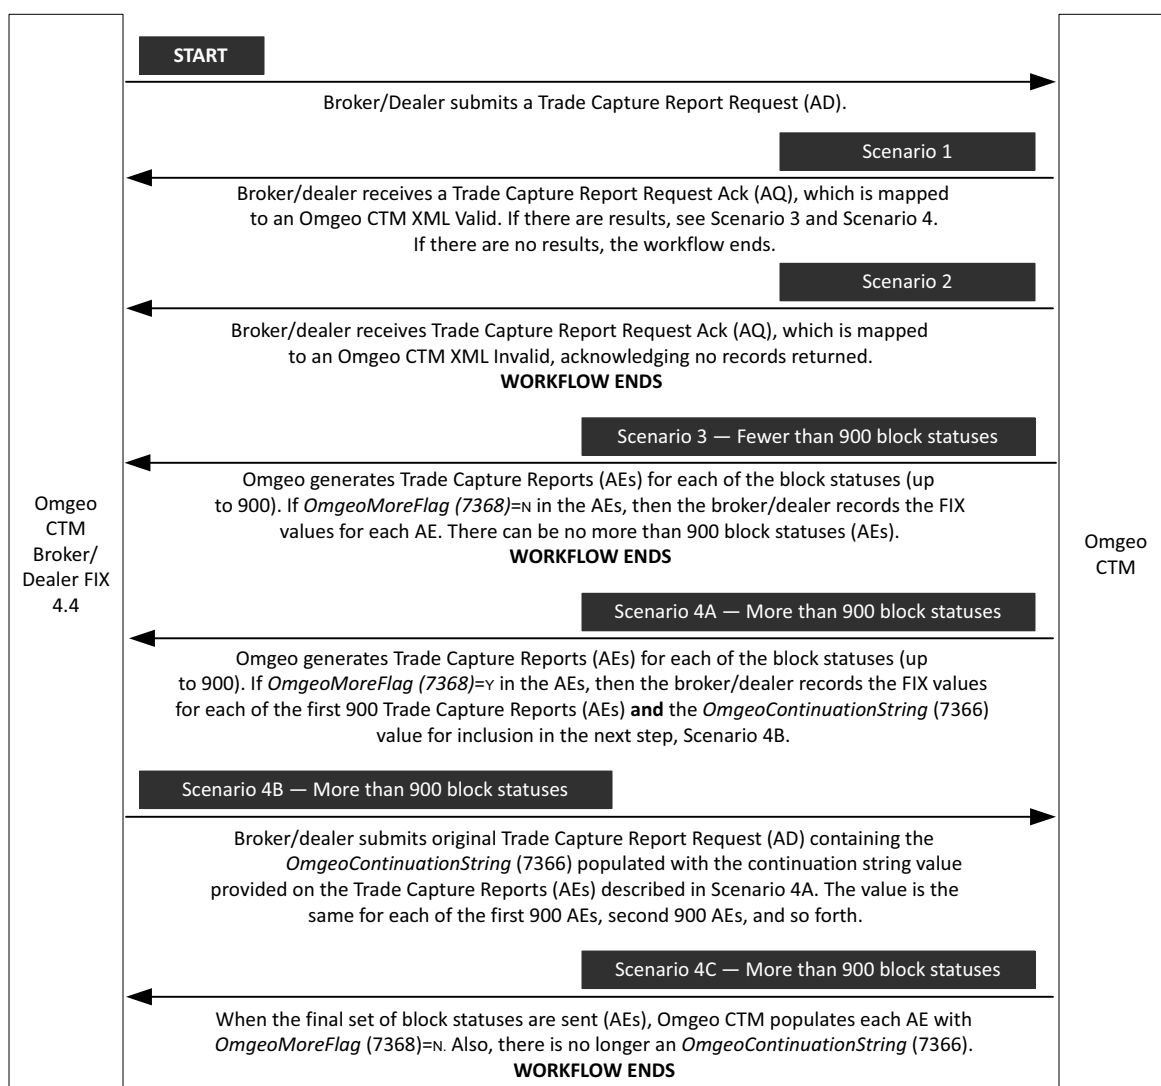 START
Broker/Dealer submits a Trade Capture Report Request (AD).
Scenario 1
Broker/dealer receives a Trade Capture Report Request Ack (AQ), which is mapped
to an Omgeo CTM XML Valid. If there are results, see Scenario 3 and Scenario 4.
If there are no results, the workflow ends.
Scenario 2
Broker/dealer receives Trade Capture Report Request Ack (AQ), which is mapped
to an Omgeo CTM XML Invalid, acknowledging no records returned.
WORKFLOW ENDS
Scenario 3 — Fewer than 900 block statuses
Omgeo generates Trade Capture Reports (AEs) for each of the block statuses (up
to 900). If OmgeoMoreFlag (7368)=N in the AEs, then the broker/dealer records the FIX
values for each AE. There can be no more than 900 block statuses (AEs).
WORKFLOW ENDS
Omgeo
CTM
Broker/
Dealer FIX
4.4
Omgeo
CTM
Scenario 4A — More than 900 block statuses
Omgeo generates Trade Capture Reports (AEs) for each of the block statuses (up
to 900). If OmgeoMoreFlag (7368)=Y in the AEs, then the broker/dealer records the FIX values
for each of the first 900 Trade Capture Reports (AEs) and the OmgeoContinuationString (7366)
value for inclusion in the next step, Scenario 4B.
Scenario 4B — More than 900 block statuses
Broker/dealer submits original Trade Capture Report Request (AD) containing the
OmgeoContinuationString (7366) populated with the continuation string value
provided on the Trade Capture Reports (AEs) described in Scenario 4A. The value is the
same for each of the first 900 AEs, second 900 AEs, and so forth.
Scenario 4C — More than 900 block statuses
When the final set of block statuses are sent (AEs), Omgeo CTM populates each AE with
OmgeoMoreFlag (7368)=N. Also, there is no longer an OmgeoContinuationString (7366).
WORKFLOW ENDS